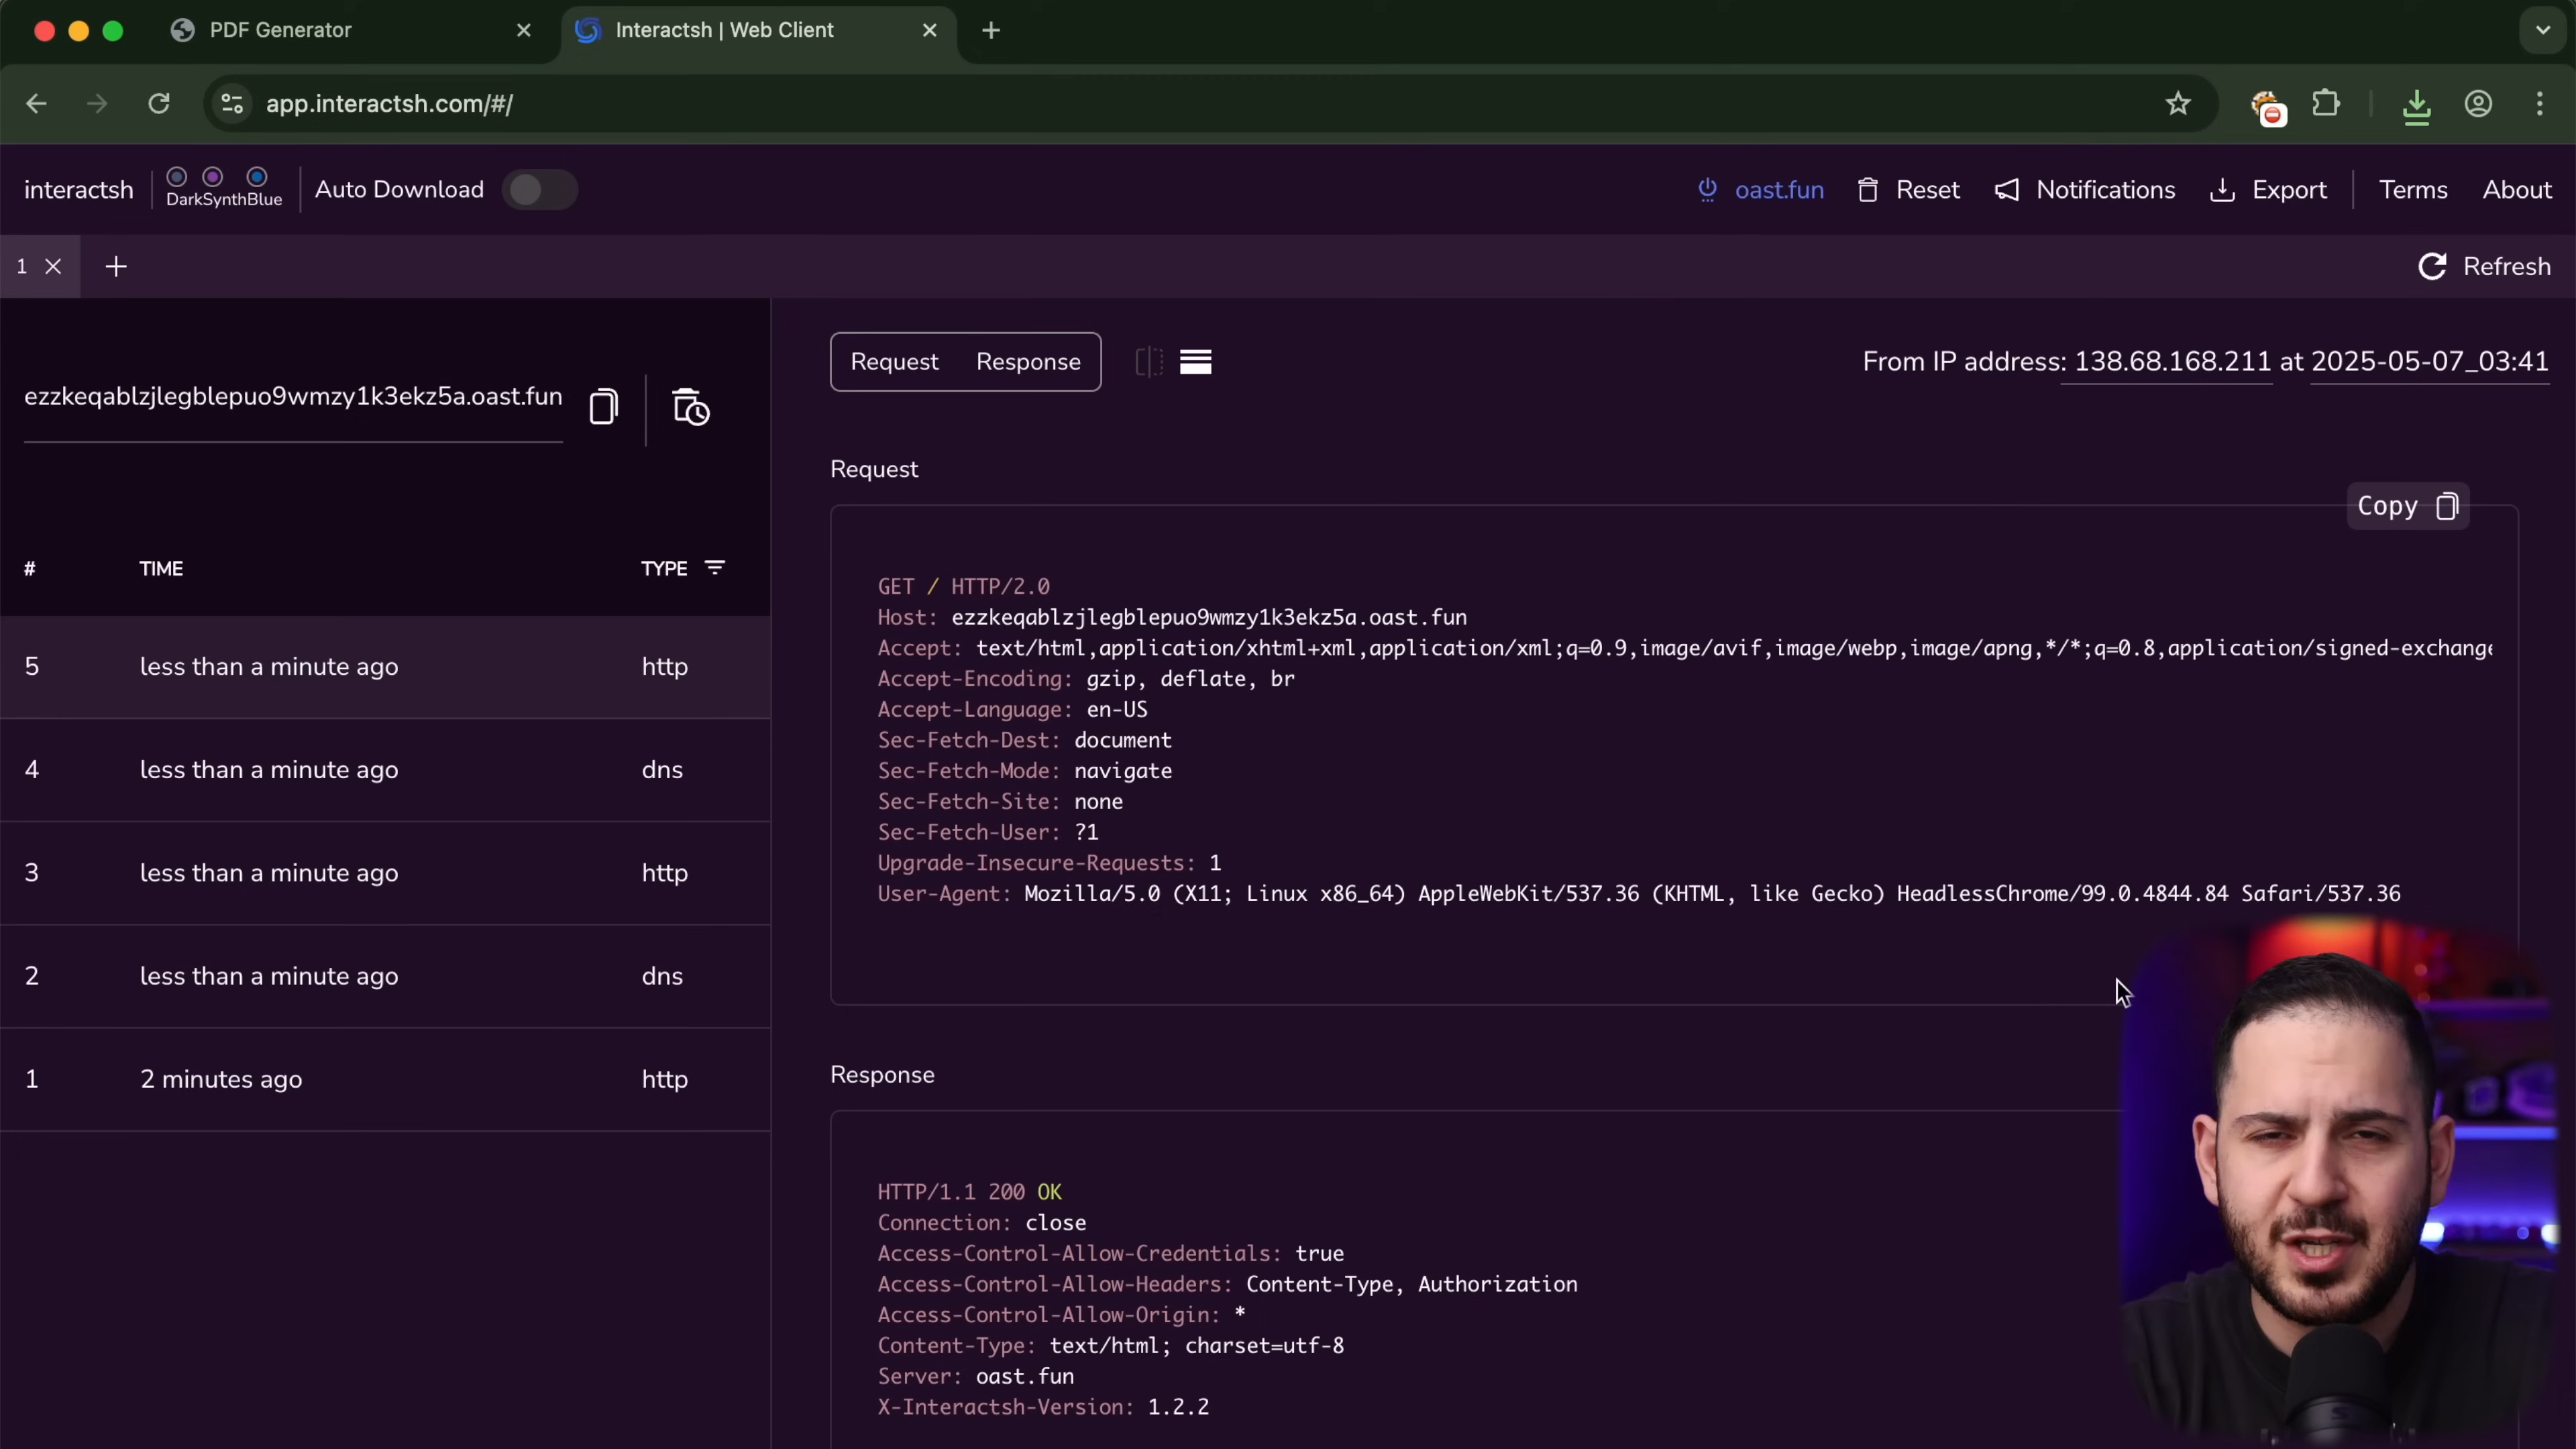 PDF Generator
Interactsh | Web Client
app.interactsh.com/#/
interactsh
DarkSynthBlue
Auto Download
oast.fun
Reset
Notifications
Export
Terms
About
1
Refresh
ezzkeqablzjlegblepuo9wmzy1k3ekz5a.oast.fun
Request Response
From IP address: 138.68.168.211 at 2025-05-07_03:41
# TIME TYPE
5 less than a minute ago http
4 less than a minute ago dns
3 less than a minute ago http
2 less than a minute ago dns
1 2 minutes ago http
Request
Copy
GET / HTTP/2.0
Host: ezzkeqablzjlegblepuo9wmzy1k3ekz5a.oast.fun
Accept: text/html,application/xhtml+xml,application/xml;q=0.9,image/avif,image/webp,image/apng,*/*;q=0.8,application/signed-exchange
Accept-Encoding: gzip, deflate, br
Accept-Language: en-US
Sec-Fetch-Dest: document
Sec-Fetch-Mode: navigate
Sec-Fetch-Site: none
Sec-Fetch-User: ?1
Upgrade-Insecure-Requests: 1
User-Agent: Mozilla/5.0 (X11; Linux x86_64) AppleWebKit/537.36 (KHTML, like Gecko) HeadlessChrome/99.0.4844.84 Safari/537.36
Response
HTTP/1.1 200 OK
Connection: close
Access-Control-Allow-Credentials: true
Access-Control-Allow-Headers: Content-Type, Authorization
Access-Control-Allow-Origin: *
Content-Type: text/html; charset=utf-8
Server: oast.fun
X-Interactsh-Version: 1.2.2